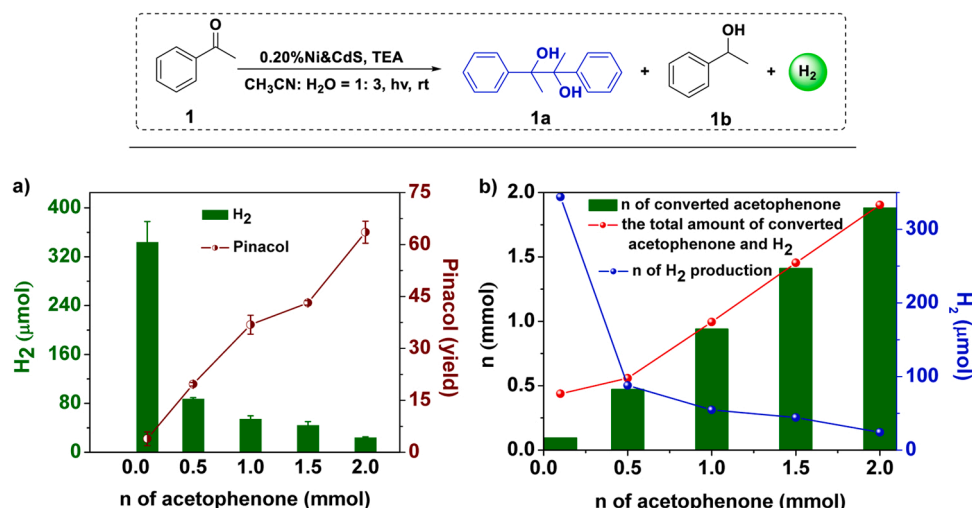 O
OH
OH
OH
0.20%Ni&CdS, TEA
CH₃CN: H₂O = 1: 3, hv, rt
+
+
H₂
1
1a
1b
a)
400
320
240
160
80
0
H₂ (μmol)
H₂
Pinacol
75
60
45
30
15
0
Pinacol (yield)
0.0 0.5 1.0 1.5 2.0
n of acetophenone (mmol)
b)
2.0
1.5
1.0
0.5
0.0
n (mmol)
n of converted acetophenone
the total amount of converted
acetophenone and H₂
n of H₂ production
300
200
100
0
H₂ (μmol)
0.0 0.5 1.0 1.5 2.0
n of acetophenone (mmol)